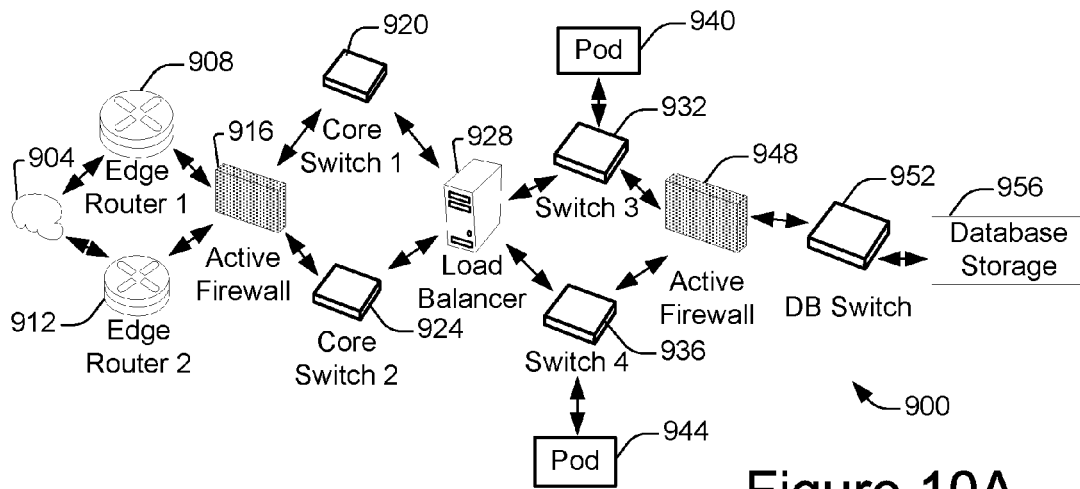 920
940
Pod
908
932
916
928
948
904
Core
Switch 1
952
956
Edge
Router 1
Switch 3
Database
Storage
Active
Firewall
Load
Balancer
Active
Firewall
DB Switch
912
Edge
Router 2
924
Core
Switch 2
936
Switch 4
900
944
Pod
Figure 10A